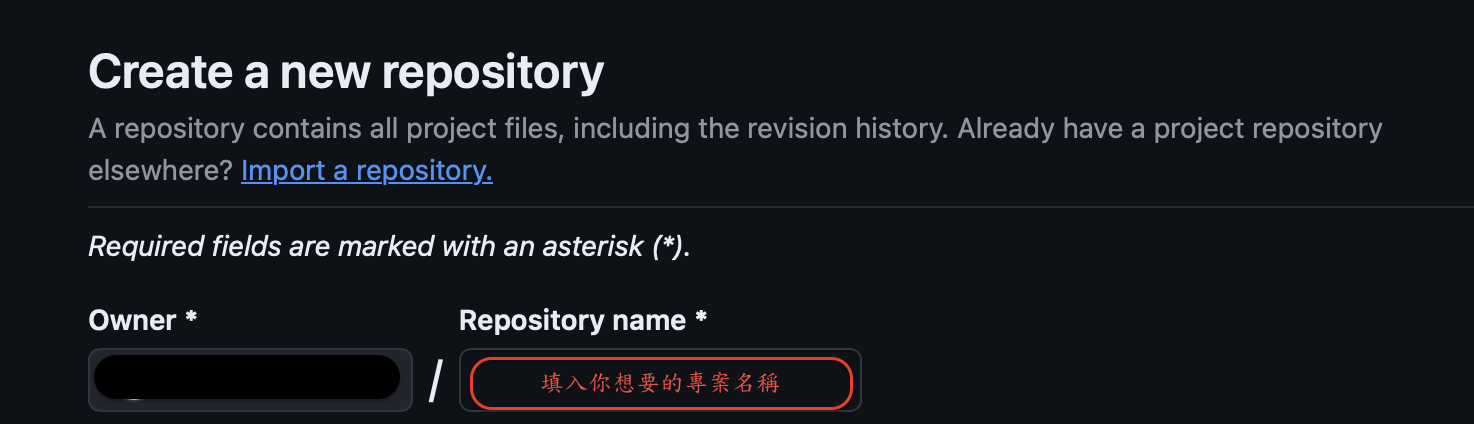 Create a new repository
A repository contains all project files, including the revision history. Already have a project repository
elsewhere? Import a repository.
Required fields are marked with an asterisk (*).
Owner *
Repository name *
/
填入你想要的專案名稱